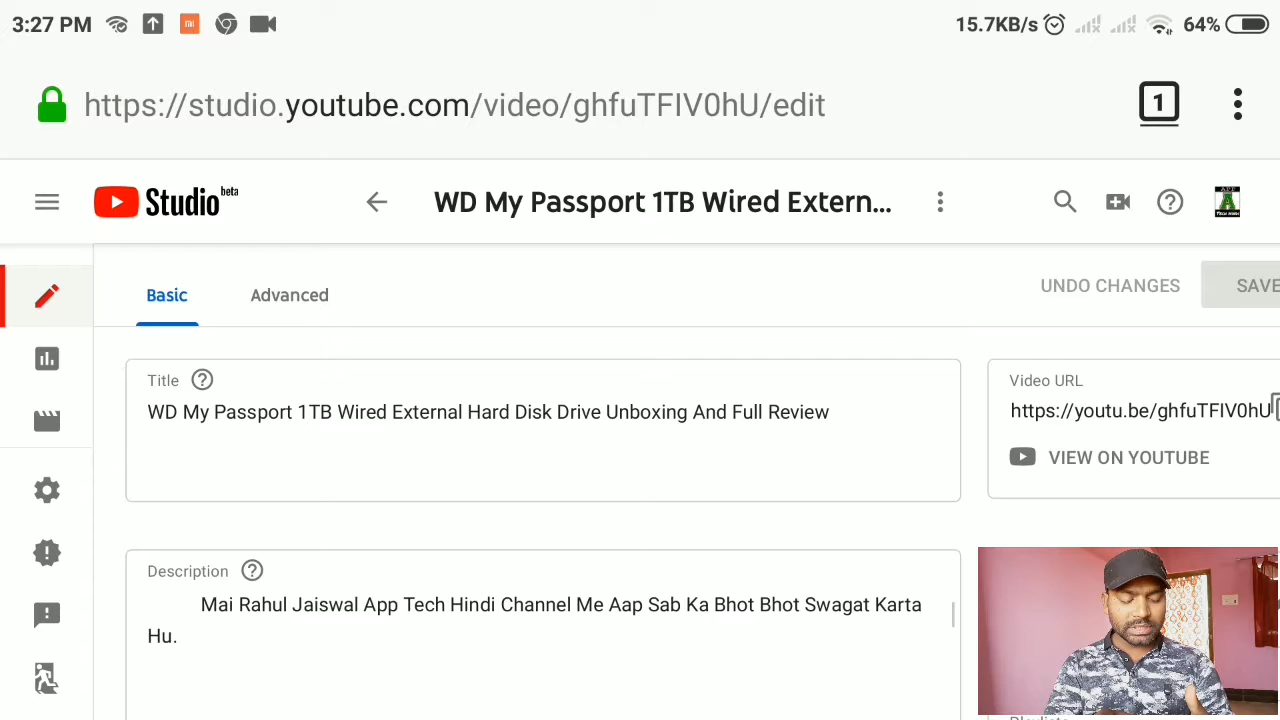 3:27 PM 15.7KB/s 64%
https://studio.youtube.com/video/ghfuTFIV0hU/edit 1
Studio beta WD My Passport 1TB Wired Extern...
Basic Advanced UNDO CHANGES SAVE
Title
WD My Passport 1TB Wired External Hard Disk Drive Unboxing And Full Review
Video URL
https://youtu.be/ghfuTFIV0hU
VIEW ON YOUTUBE
Description
Mai Rahul Jaiswal App Tech Hindi Channel Me Aap Sab Ka Bhot Bhot Swagat Karta
Hu.